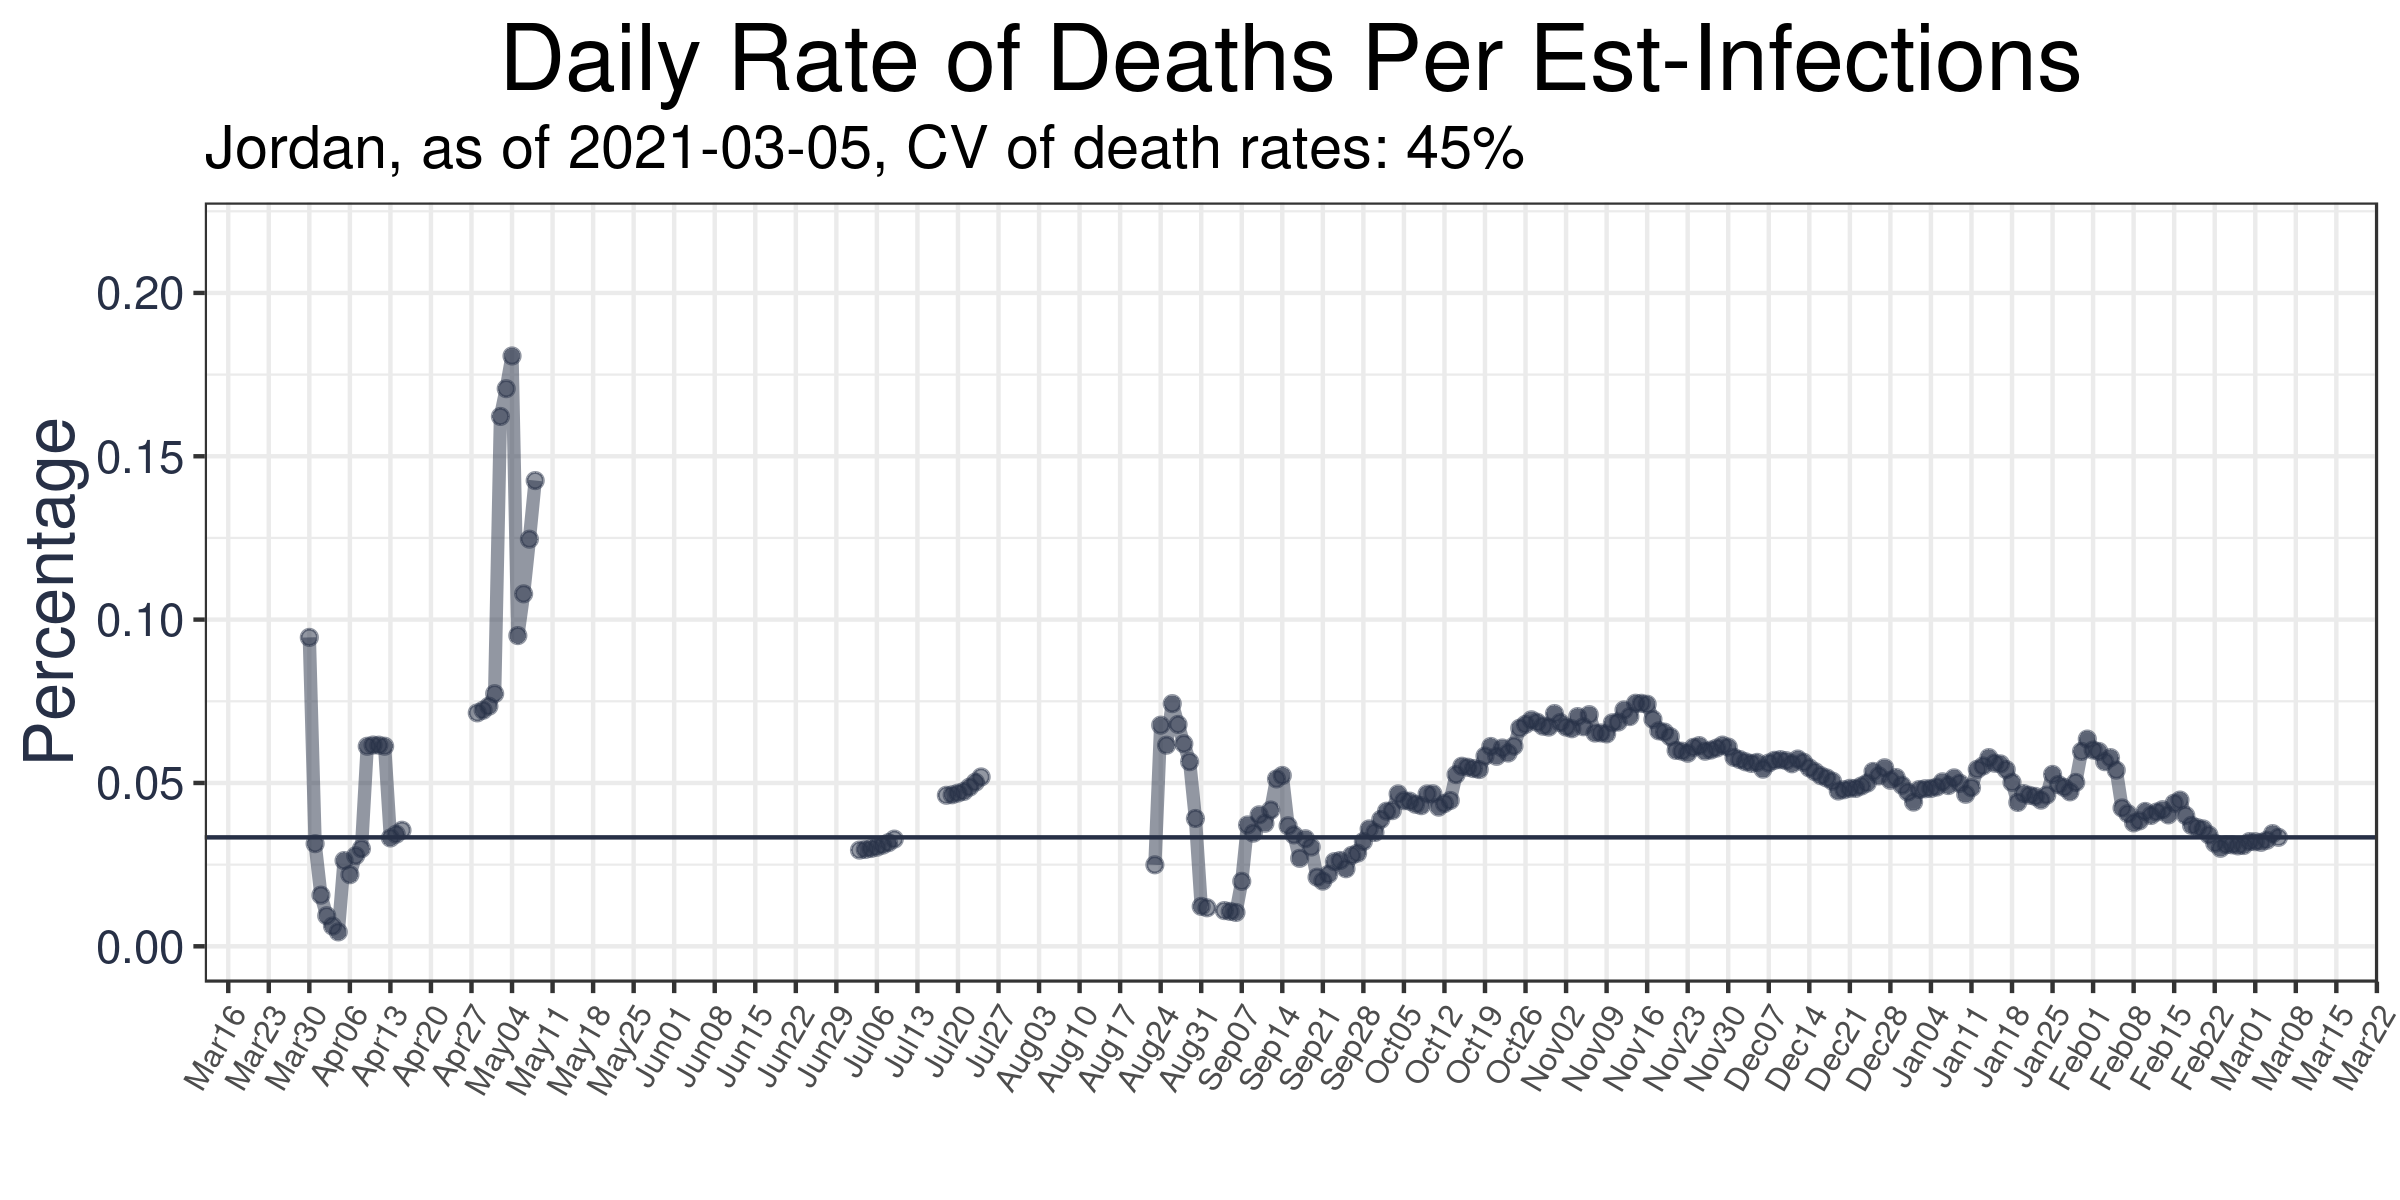 Daily Rate of Deaths Per Est-Infections
Jordan, as of 2021-03-05, CV of death rates: 45%
Percentage
0.20
0.15
0.10
0.05
0.00
Mar16
Mar23
Mar30
Apr06
Apr13
Apr20
Apr27
May04
May11
May18
May25
Jun01
Jun08
Jun15
Jun22
Jun29
Jul06
Jul13
Jul20
Jul27
Aug03
Aug10
Aug17
Aug24
Aug31
Sep07
Sep14
Sep21
Sep28
Oct05
Oct12
Oct19
Oct26
Nov02
Nov09
Nov16
Nov23
Nov30
Dec07
Dec14
Dec21
Dec28
Jan04
Jan11
Jan18
Jan25
Feb01
Feb08
Feb15
Feb22
Mar01
Mar08
Mar15
Mar22